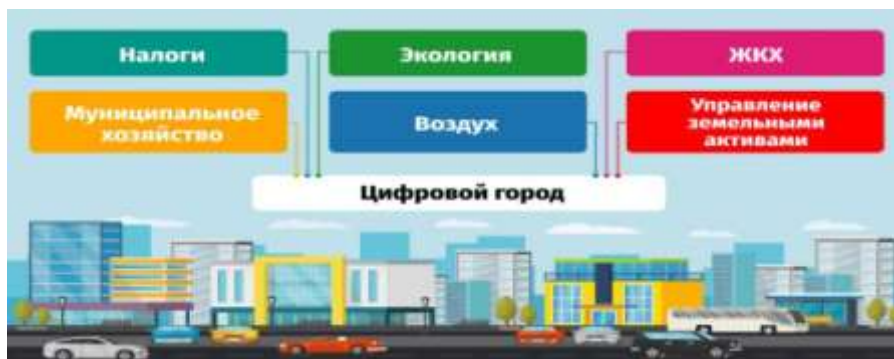 Налоги
Экология
ЖКХ
Муниципальное
хозяйство
Воздух
Управление
земельными
активами
Цифровой город